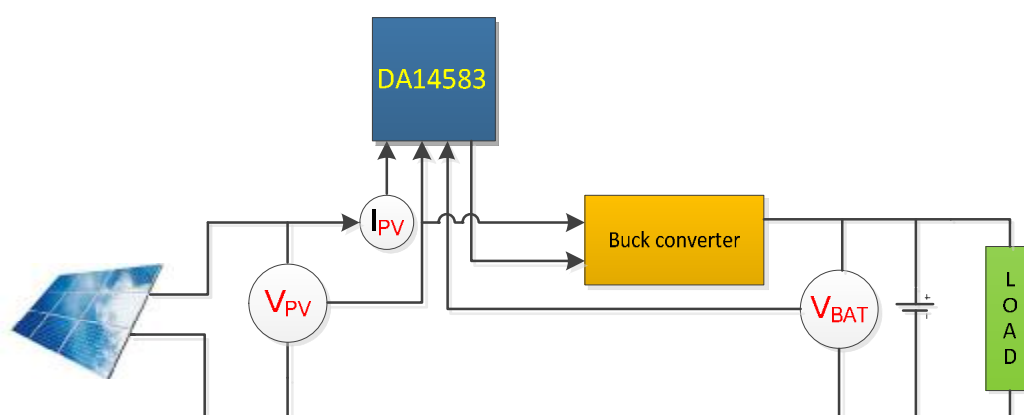 DA14583
IPV
Buck converter
VPV
VBAT
+
L
O
A
D